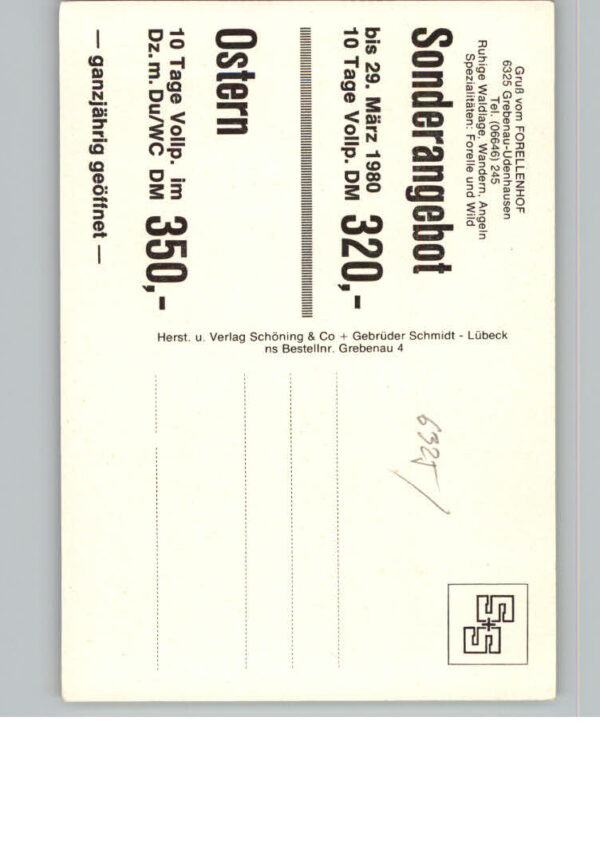 Gruß vom FORELLENHOF
6325 Grebenau-Udenhausen
Tel. (06646) 245
Ruhige Waldlage, Wandern, Angeln
Spezialitäten: Forelle und Wild
Sonderangebot
bis 29. März 1980
10 Tage Vollp. DM 320,-
Ostern
10 Tage Vollp. im
Dz. m. Du/WC DM 350,-
— ganzjährig geöffnet —
Herst. u. Verlag Schöning & Co + Gebrüder Schmidt - Lübeck
ns Bestellnr. Grebenau 4
6325/
S+S